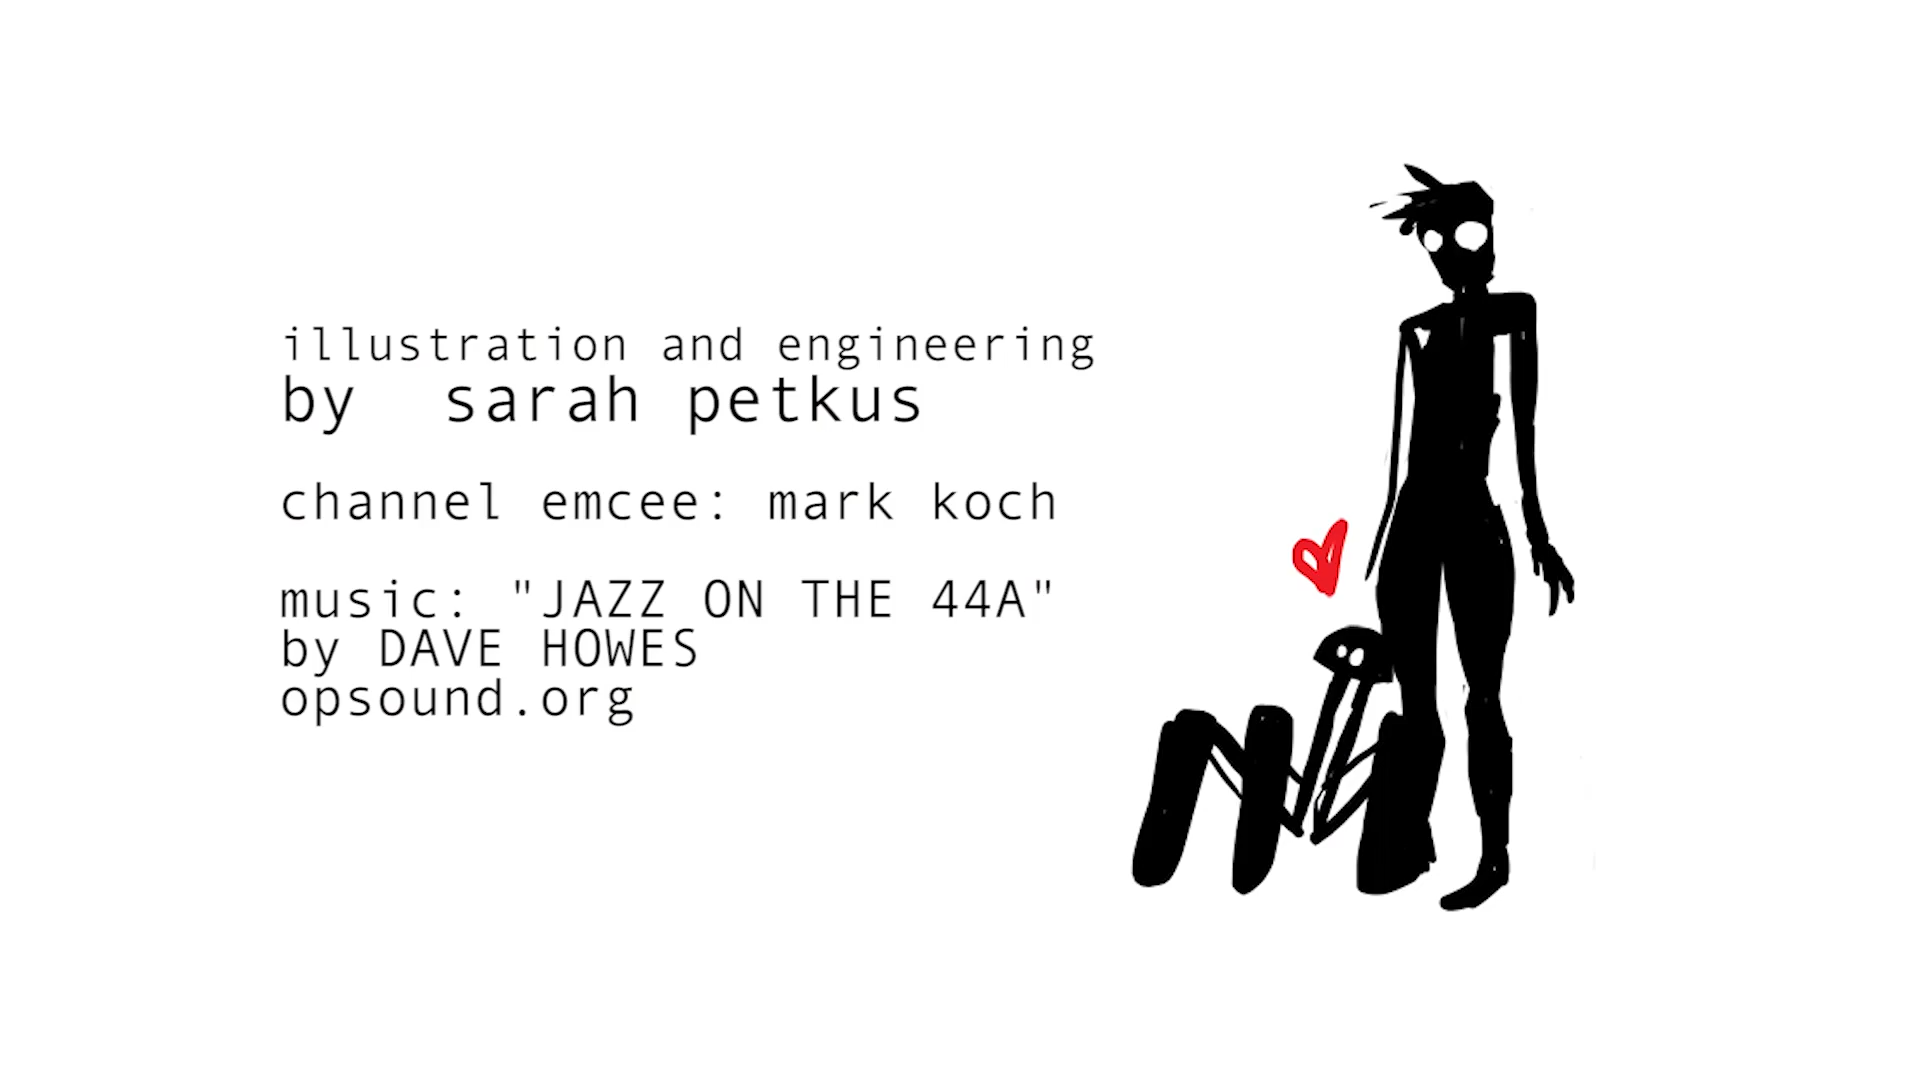 illustration and engineering
by sarah petkus
channel emcee: mark koch
music: "JAZZ ON THE 44A"
by DAVE HOWES
opsound.org